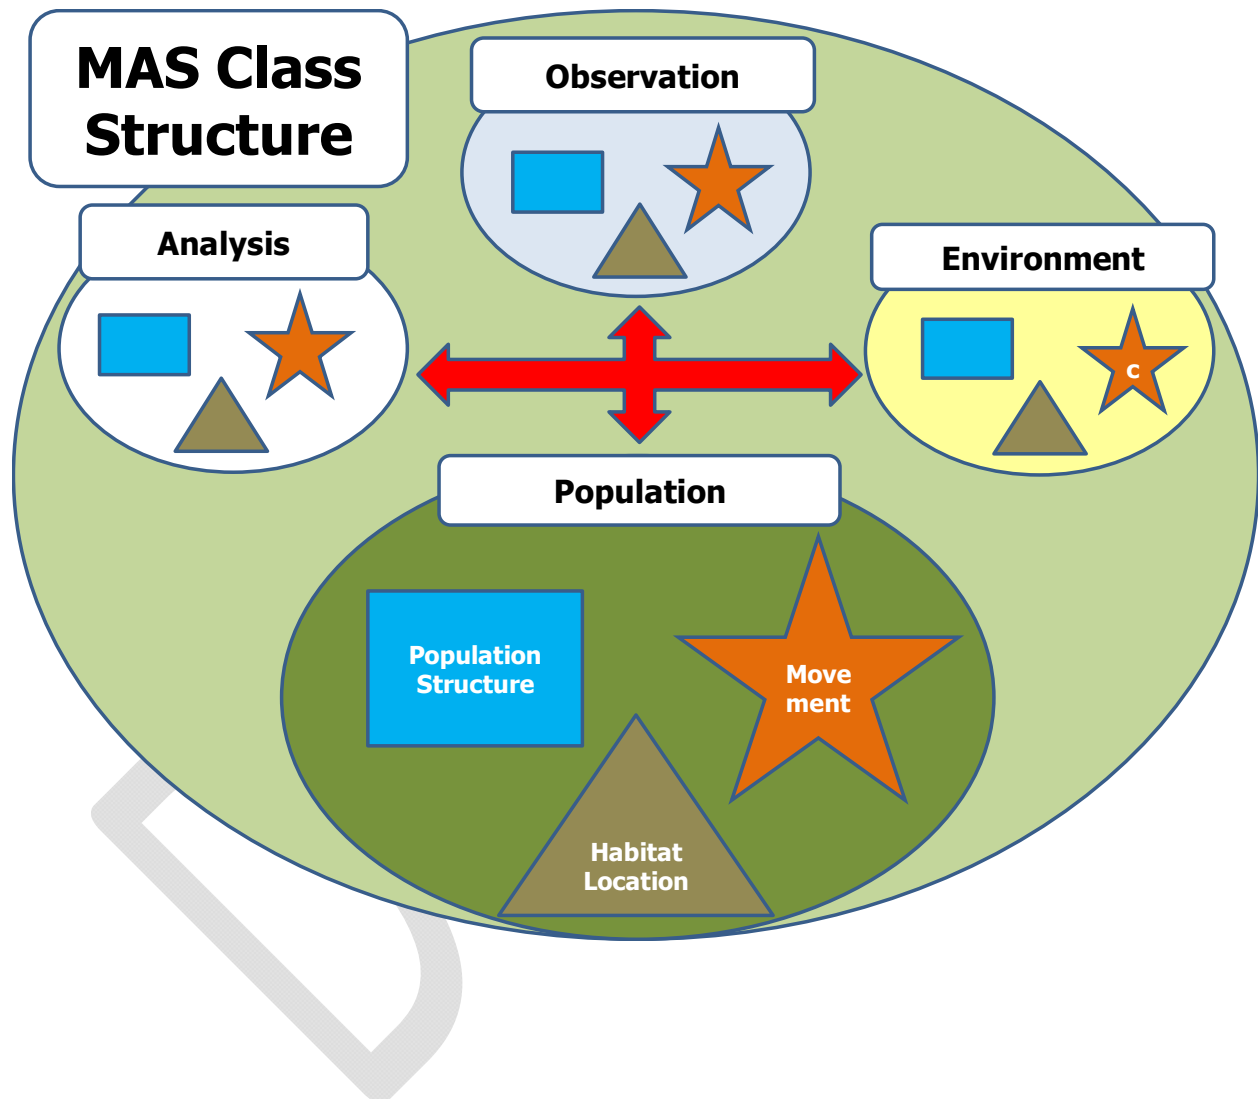 MAS Class
Structure
Observation
Analysis
Environment
c
Population
Population
Structure
Move
ment
Habitat
Location